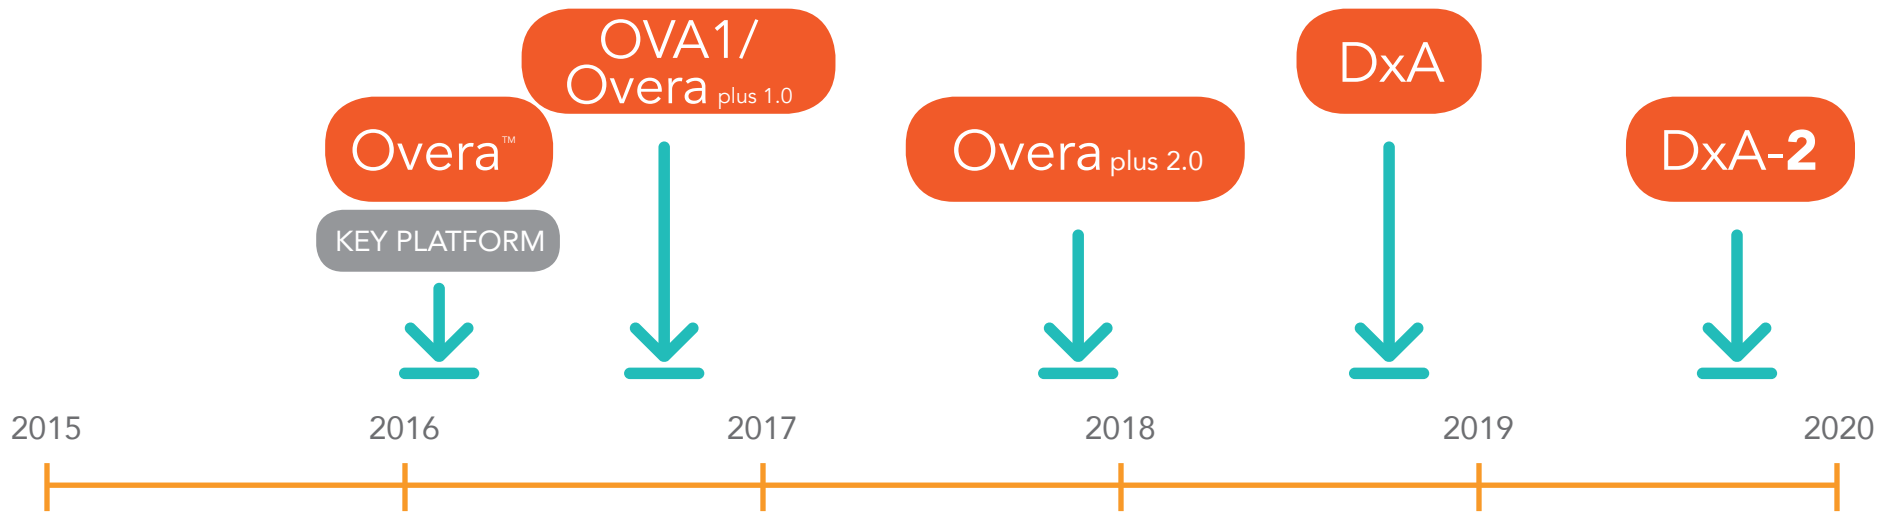 OVA1/
Overa plus 1.0
DxA
Overa™
Overa plus 2.0
DxA-2
KEY PLATFORM
2015 2016 2017 2018 2019 2020